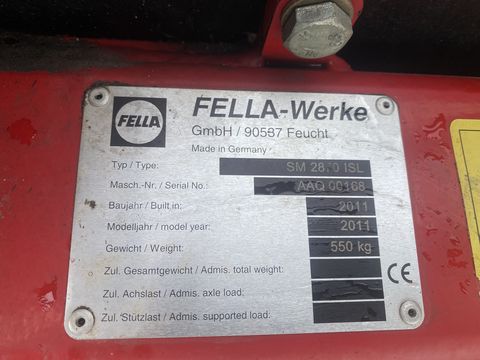 FELLA
FELLA-Werke
GmbH / 90587 Feucht
Made in Germany
Typ / Type: SM 2870 ISL
Masch.-Nr. / Serial No.: AAQ 00168
Baujahr / Built in: 2011
Modelljahr / model year: 2011
Gewicht / Weight: 550 kg
Zul. Gesamtgewicht / Admis. total weight:
Zul. Achslast / Admis. axle load: CE
Zul. Stützlast / Admis. supported load: